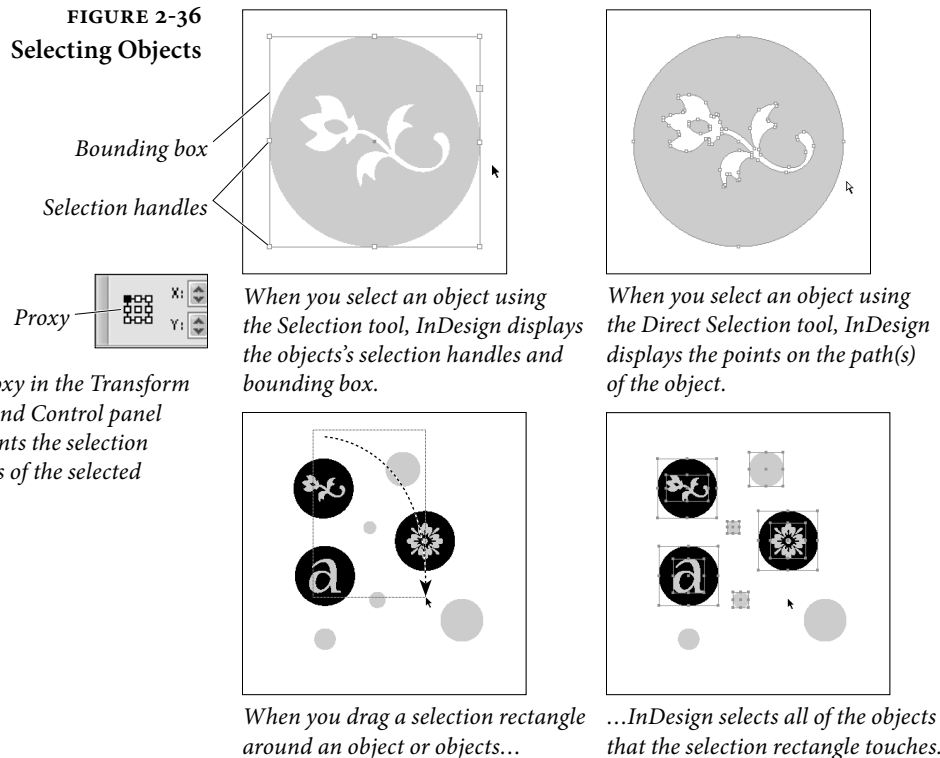 FIGURE 2-36
Selecting Objects
Bounding box
Selection handles
Proxy
X:
Y:
in the Transform
Control panel
the selection
of the selected
When you select an object using
the Selection tool, InDesign displays
the objects's selection handles and
bounding box.
When you select an object using
the Direct Selection tool, InDesign
displays the points on the path(s)
of the object.
a
a
When you drag a selection rectangle
around an object or objects…
…InDesign selects all of the objects
that the selection rectangle touches.